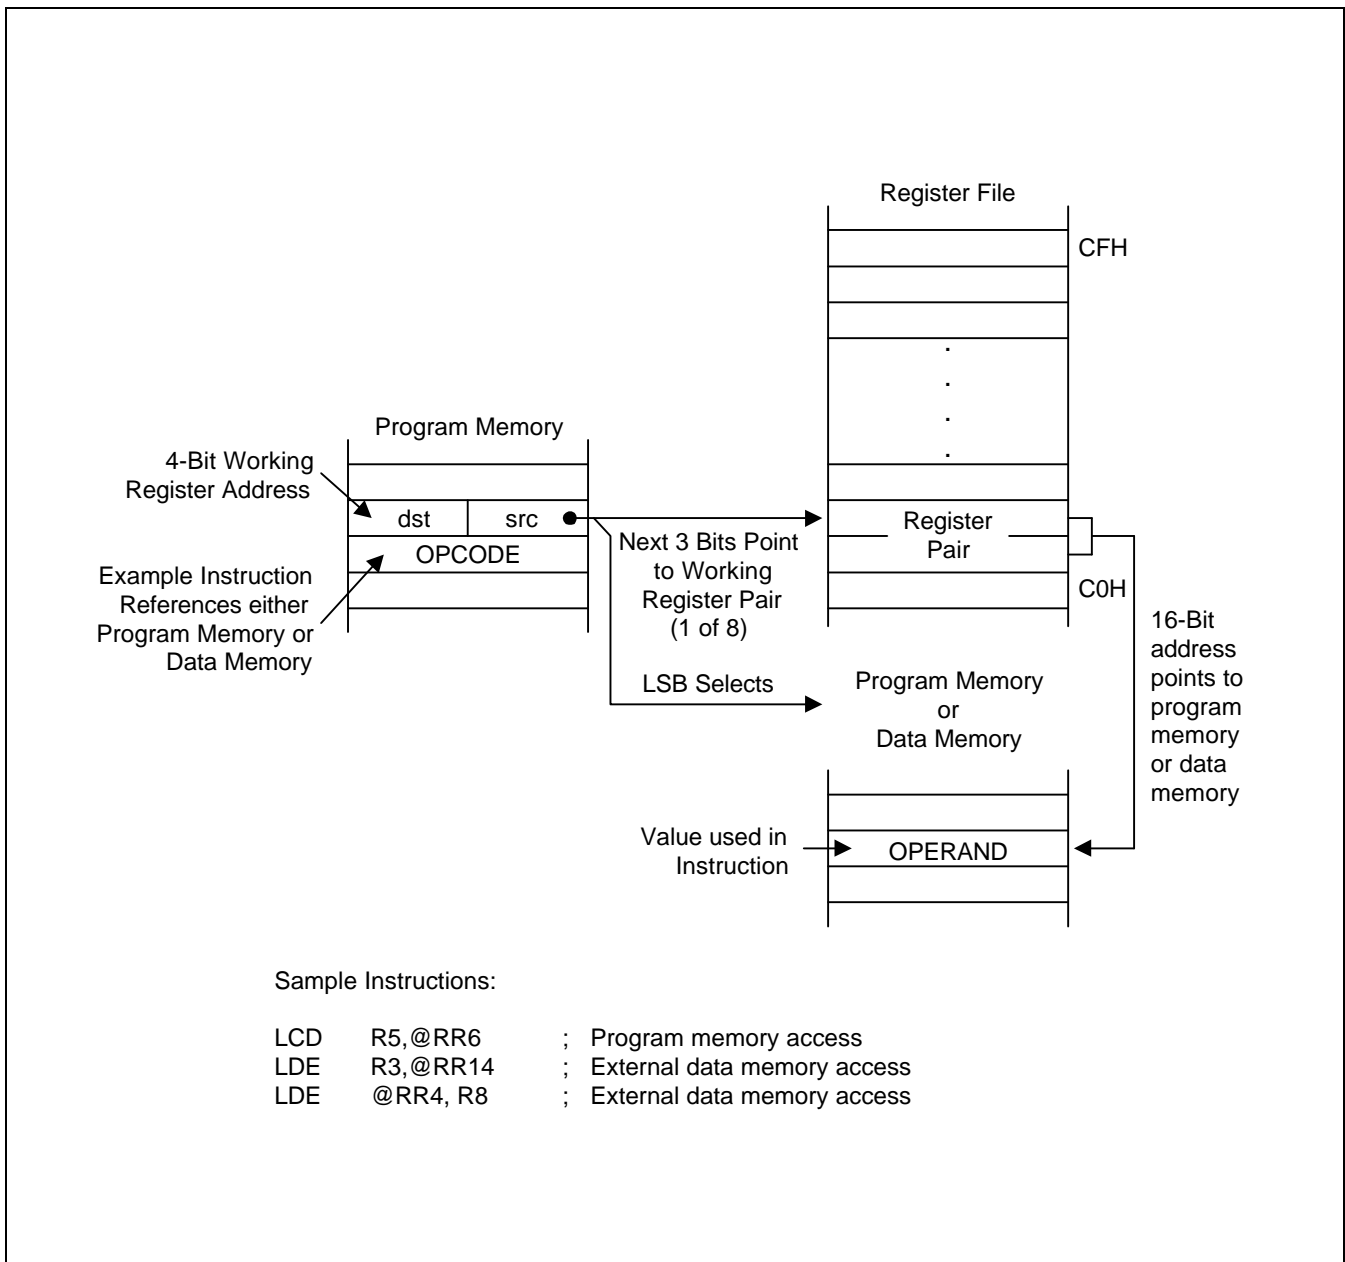 Register File
CFH
Program Memory
4-Bit Working
Register Address
dst src
OPCODE
Example Instruction
References either
Program Memory or
Data Memory
Next 3 Bits Point
to Working
Register Pair
(1 of 8)
Register
Pair
C0H
LSB Selects
Program Memory
or
Data Memory
16-Bit
address
points to
program
memory
or data
memory
Value used in
Instruction
OPERAND
Sample Instructions:
LCD R5,@RR6 ; Program memory access
LDE R3,@RR14 ; External data memory access
LDE @RR4, R8 ; External data memory access